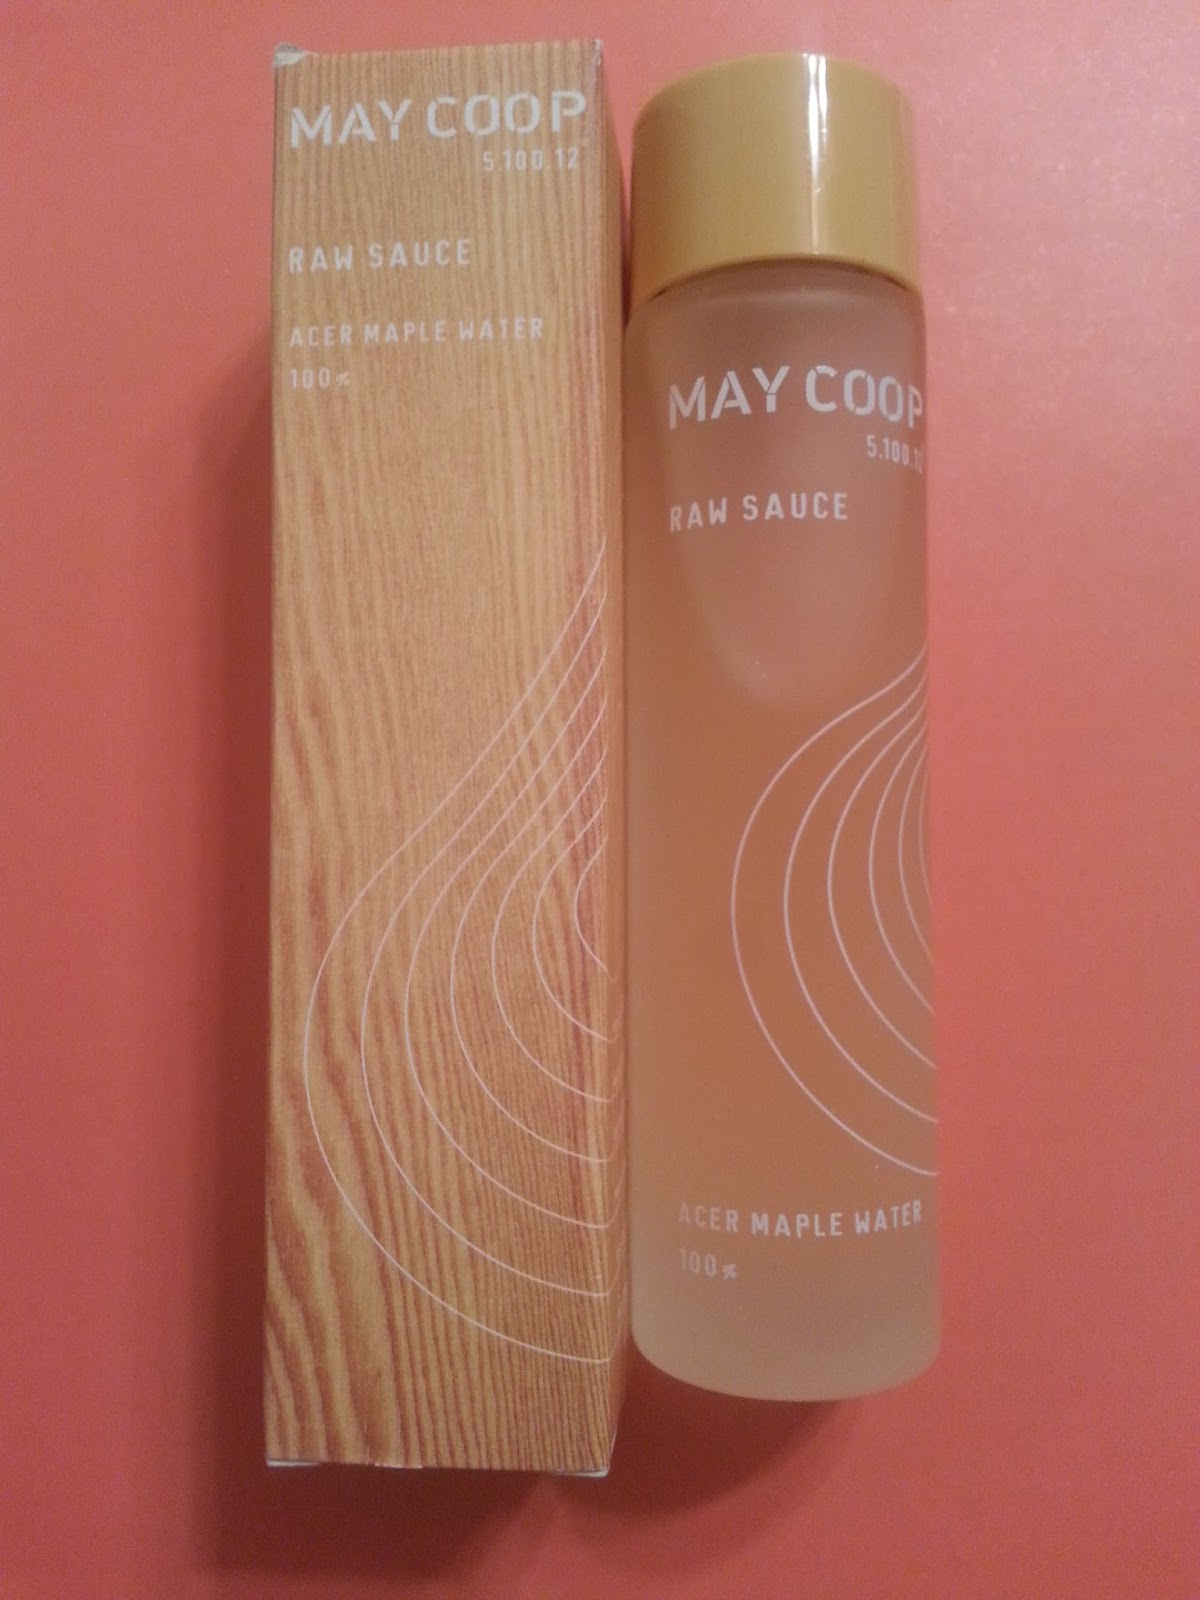 MAY COOP
5.100.12
RAW SAUCE
ACER MAPLE WATER
100%
MAY COOP
5.100.12
RAW SAUCE
ACER MAPLE WATER
100%